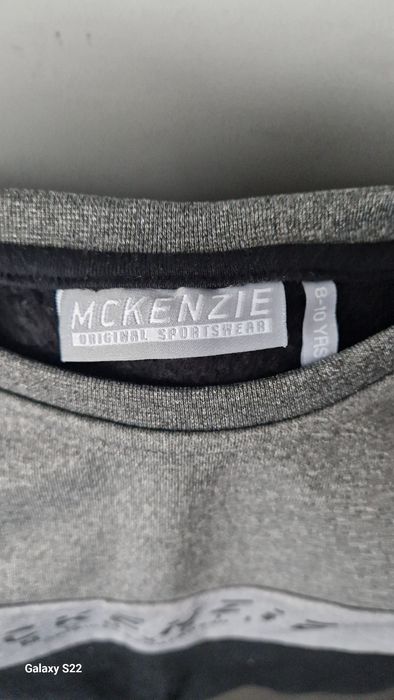 MCKENZIE
ORIGINAL SPORTSWEAR
8-10 YRS
Galaxy S22